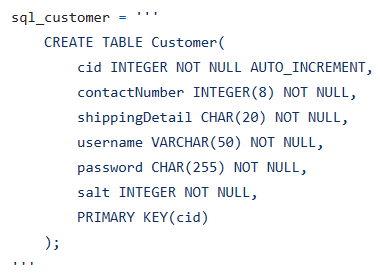 sql_customer = '''
    CREATE TABLE Customer(
        cid INTEGER NOT NULL AUTO_INCREMENT,
        contactNumber INTEGER(8) NOT NULL,
        shippingDetail CHAR(20) NOT NULL,
        username VARCHAR(50) NOT NULL,
        password CHAR(255) NOT NULL,
        salt INTEGER NOT NULL,
        PRIMARY KEY(cid)
    );
'''